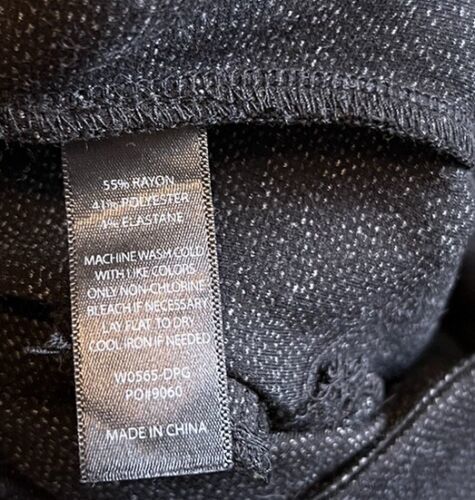 55% RAYON
41% POLYESTER
4% ELASTANE
MACHINE WASH COLD
WITH LIKE COLORS
ONLY NON-CHLORINE
BLEACH IF NECESSARY
LAY FLAT TO DRY
COOL IRON IF NEEDED
W0565-DPG
PO#9060
MADE IN CHINA